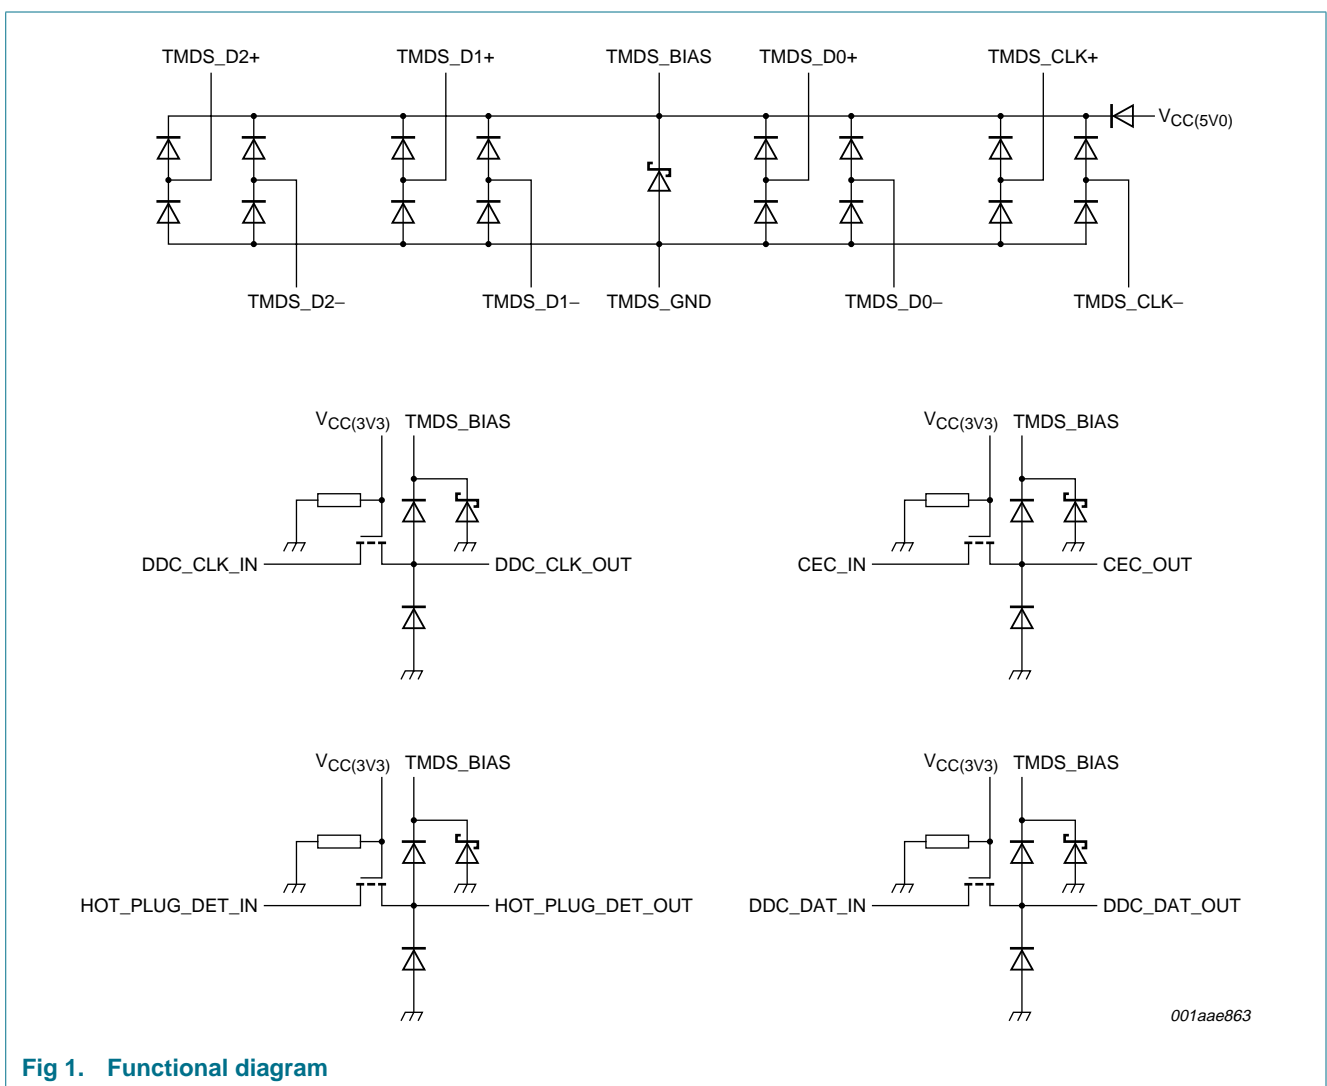 TMDS_D2+ TMDS_D1+ TMDS_BIAS TMDS_D0+ TMDS_CLK+
VCC(5V0)
TMDS_D2− TMDS_D1− TMDS_GND TMDS_D0− TMDS_CLK−
VCC(3V3) TMDS_BIAS
DDC_CLK_IN DDC_CLK_OUT
VCC(3V3) TMDS_BIAS
CEC_IN CEC_OUT
VCC(3V3) TMDS_BIAS
HOT_PLUG_DET_IN HOT_PLUG_DET_OUT
VCC(3V3) TMDS_BIAS
DDC_DAT_IN DDC_DAT_OUT
001aae863
Fig 1. Functional diagram